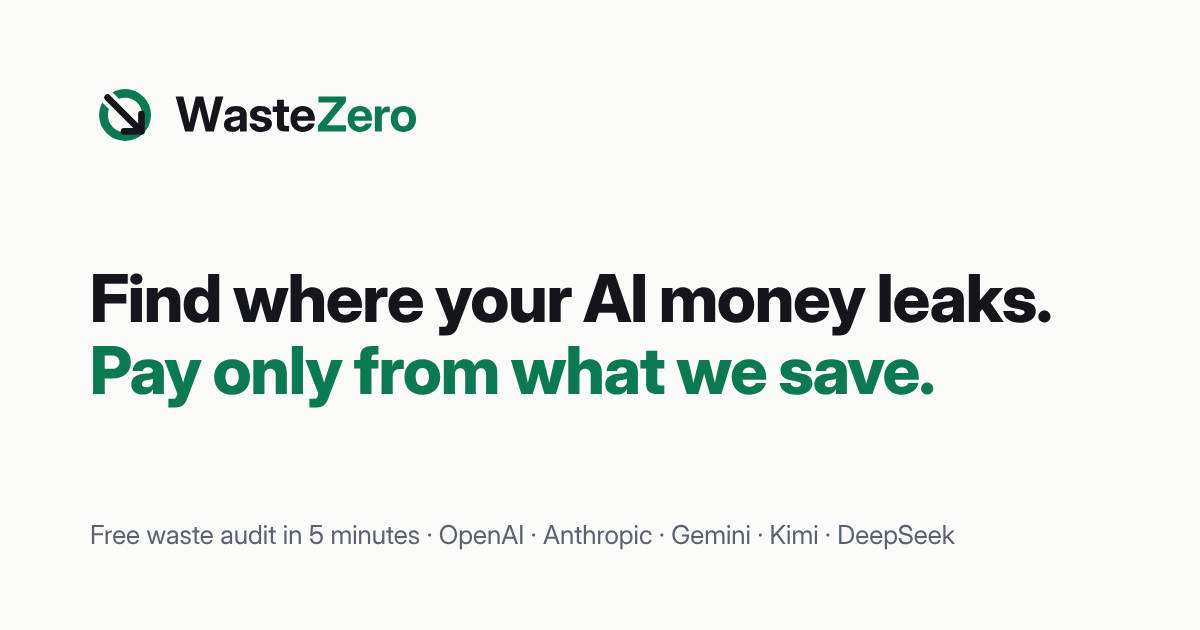 WasteZero
Find where your AI money leaks.
Pay only from what we save.
Free waste audit in 5 minutes · OpenAI · Anthropic · Gemini · Kimi · DeepSeek